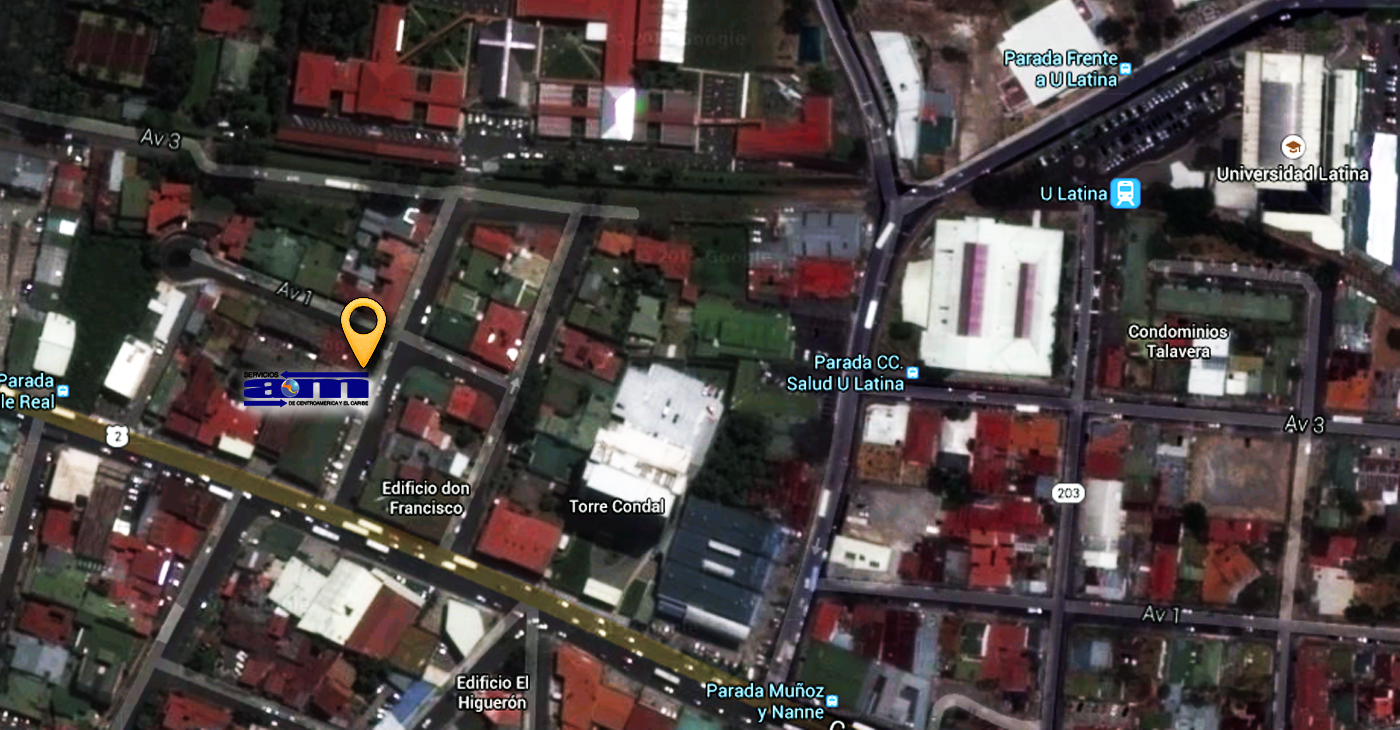 Parada Frente
a U Latina
Av 3
Universidad Latina
U Latina
Av 1
Condominios
Talavera
Parada CC.
Salud U Latina
Parada
le Real
SERVICIOS
aom
DE CENTROAMERICA Y EL CARIBE
2
Av 3
Edificio don
Francisco
Torre Condal
203
Av 1
Edificio El
Higuerón
Parada Muñoz
y Nanne